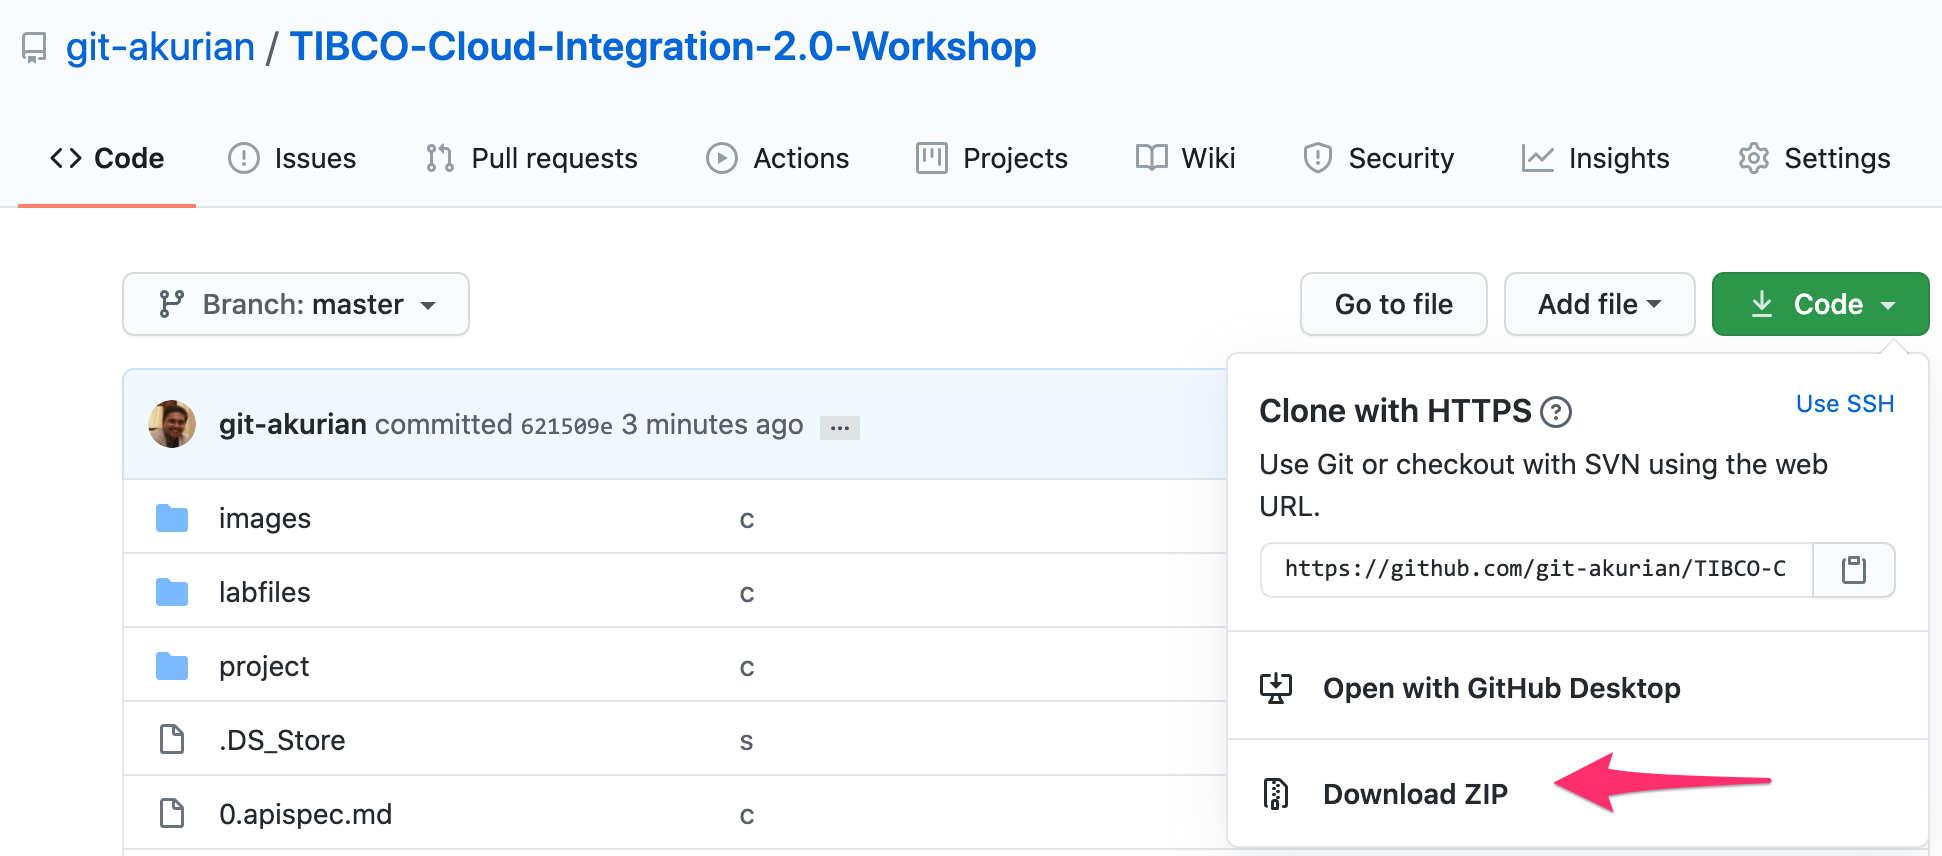 git-akurian / TIBCO-Cloud-Integration-2.0-Workshop
Code Issues Pull requests Actions Projects Wiki Security Insights Settings
Branch: master Go to file Add file Code
git-akurian committed 621509e 3 minutes ago ...
images c
labfiles c
project c
.DS_Store s
0.apispec.md c
Clone with HTTPS ? Use SSH
Use Git or checkout with SVN using the web
URL.
https://github.com/git-akurian/TIBCO-C
Open with GitHub Desktop
Download ZIP